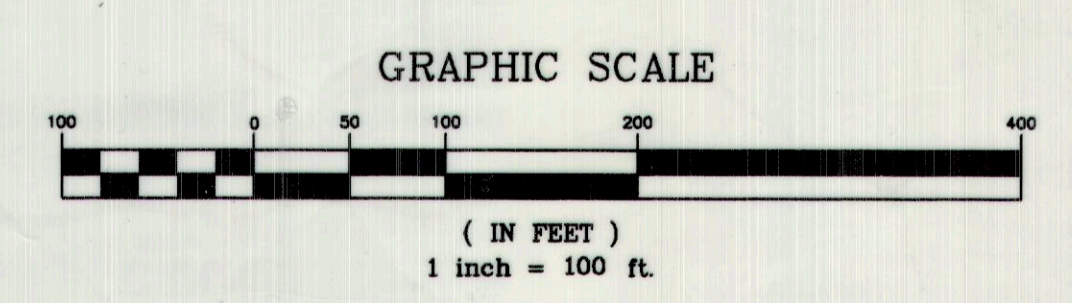 GRAPHIC SCALE
100 0 50 100 200 400
( IN FEET )
1 inch = 100 ft.